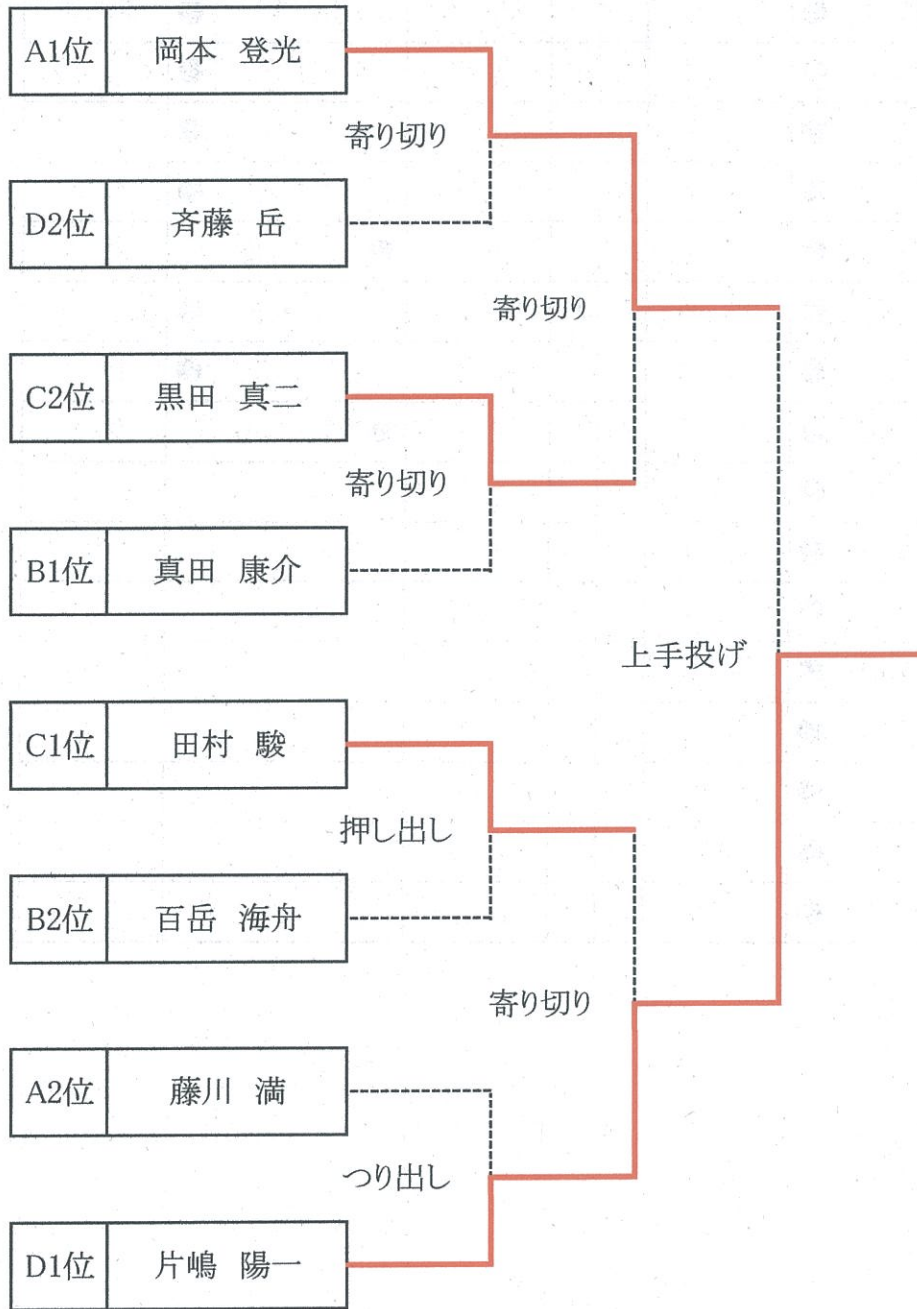 A1位 岡本 登光
寄り切り
D2位 斉藤 岳
寄り切り
C2位 黒田 真二
寄り切り
B1位 真田 康介
上手投げ
C1位 田村 駿
押し出し
B2位 百岳 海舟
寄り切り
A2位 藤川 満
つり出し
D1位 片嶋 陽一